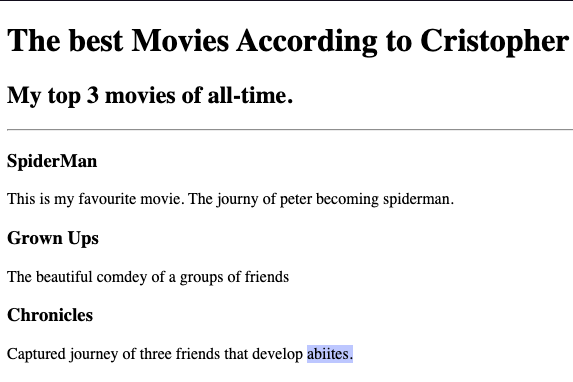 The best Movies According to Cristopher
My top 3 movies of all-time.
SpiderMan
This is my favourite movie. The journy of peter becoming spiderman.
Grown Ups
The beautiful comdey of a groups of friends
Chronicles
Captured journey of three friends that develop abiites.